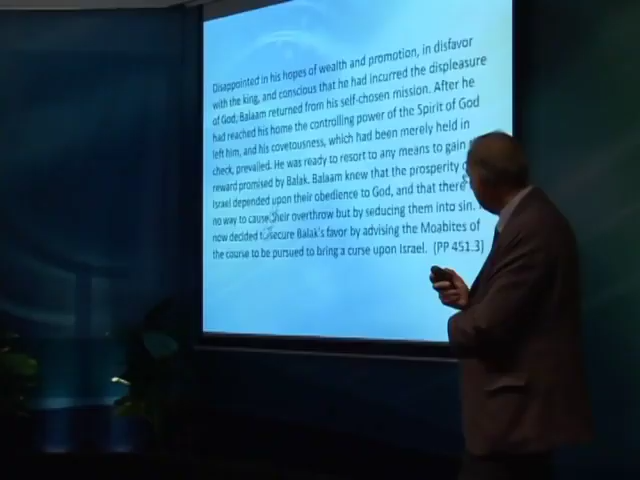 Disappointed in his hopes of wealth and promotion, in disfavor
with the king, and conscious that he had incurred the displeasure
of God, Balaam returned from his self-chosen mission. After he
had reached his home the controlling power of the Spirit of God
left him, and his covetousness, which had been merely held in
check, prevailed. He was ready to resort to any means to gain
reward promised by Balak. Balaam knew that the prosperity
Israel depended upon their obedience to God, and that there
no way to cause their overthrow but by seducing them into sin.
now decided to secure Balak's favor by advising the Moabites of
the course to be pursued to bring a curse upon Israel. (PP 451.3)